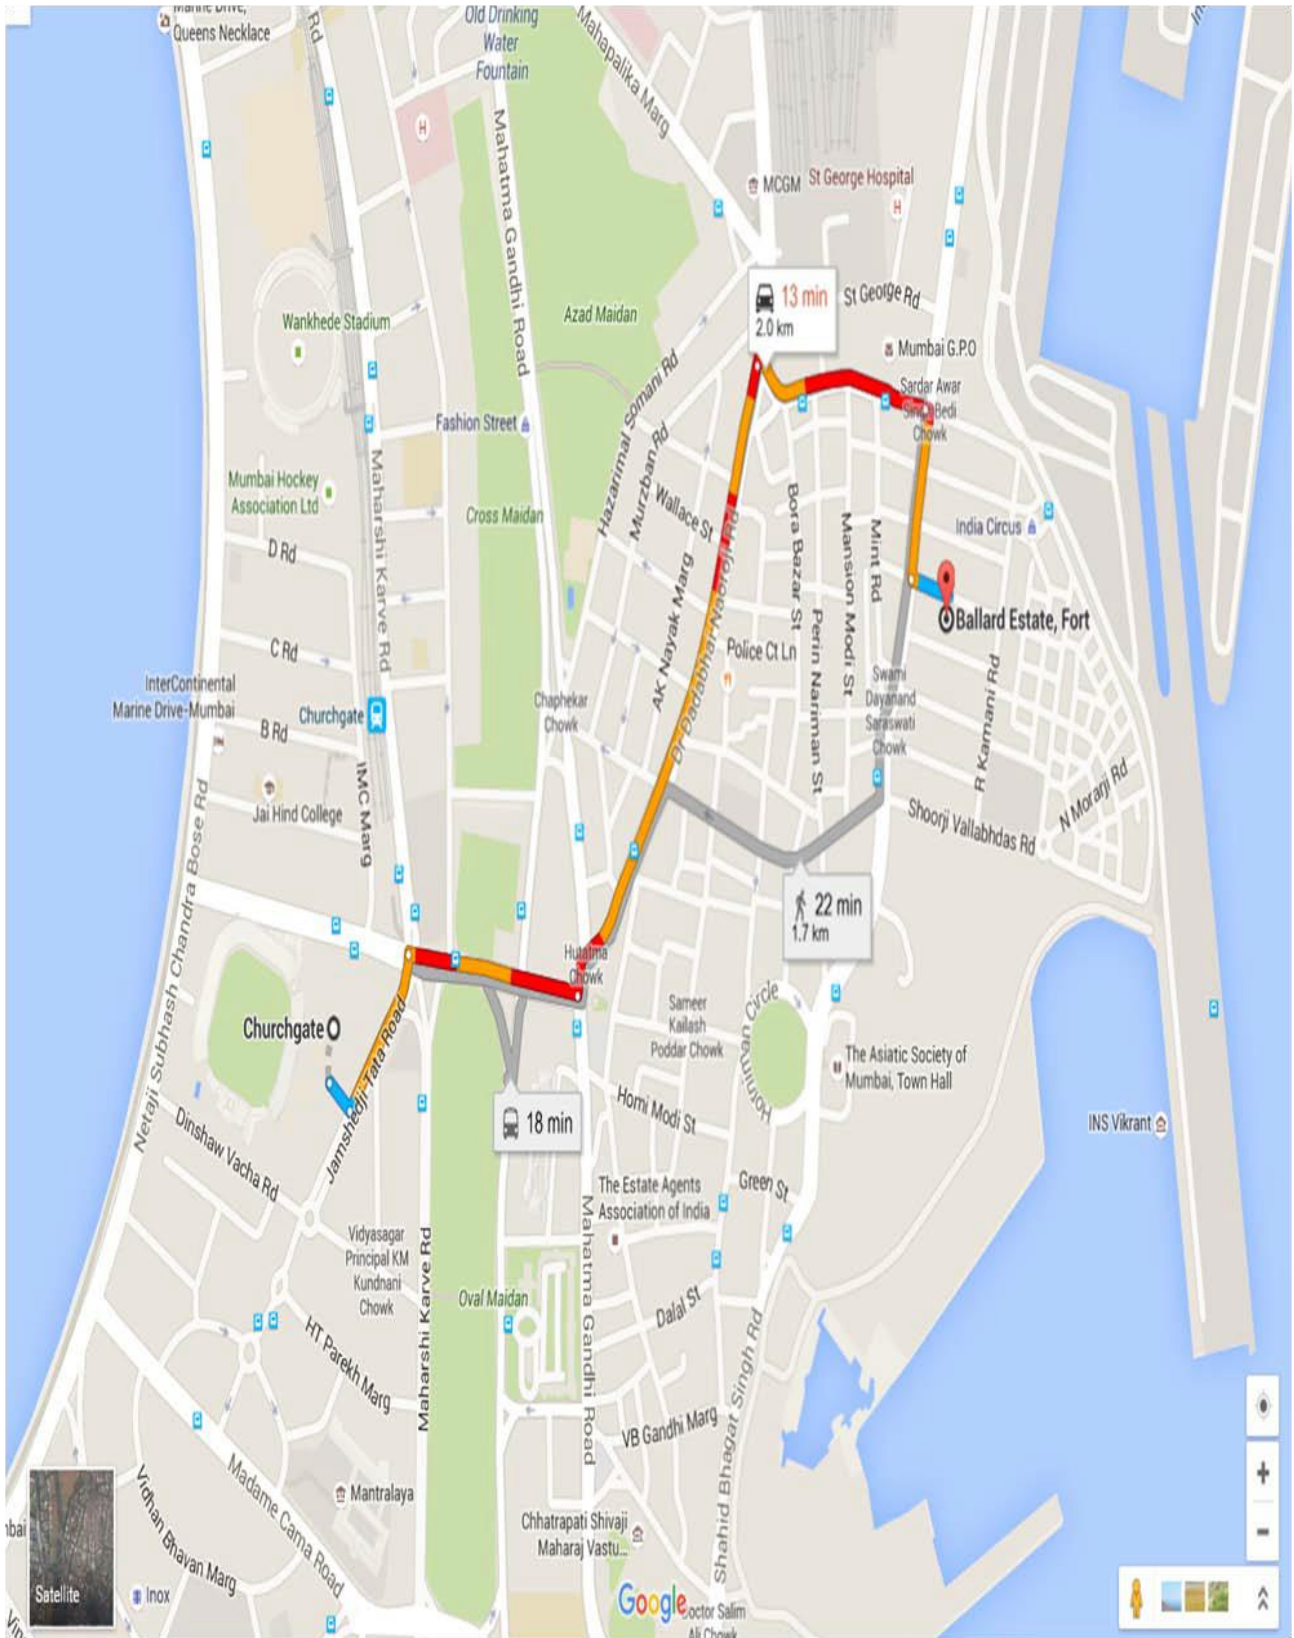 Marine Drive,
Queens Necklace
Rd
Old Drinking
Water
Fountain
Mahapalika Marg
MCGM
St George Hospital
H
H
Mahatma Gandhi Road
Azad Maidan
Wankhede Stadium
13 min
2.0 km
St George Rd
Mumbai G.P.O
Sardar Awar
Singh Bedi
Chowk
Hazarimal Somani Rd
Murzban Rd
Fashion Street
Mumbai Hockey
Association Ltd
Maharshi Karve Rd
Cross Maidan
Wallace St
Bora Bazar St
Mansion Modi St
Mint Rd
India Circus
D Rd
AK Nayak Marg
Dr Dadabhai Naoroji Rd
Ballard Estate, Fort
C Rd
Police Ct Ln
Perin Nariman St
InterContinental
Marine Drive-Mumbai
Churchgate
B Rd
Chaphekar
Chowk
Swami
Dayanand
Saraswati
Chowk
R Kamani Rd
Jai Hind College
IMC Marg
Shoorji Vallabhdas Rd
N Morarji Rd
Netaji Subhash Chandra Bose Rd
22 min
1.7 km
Hutatma
Chowk
Churchgate
Jamshedji Tata Road
Sameer
Kailash
Poddar Chowk
Horniman Circle
The Asiatic Society of
Mumbai, Town Hall
18 min
Homi Modi St
INS Vikrant
Dinshaw Vacha Rd
The Estate Agents
Association of India
Green St
Vidyasagar
Principal KM
Kundnani
Chowk
Maharshi Karve Rd
Oval Maidan
Mahatma Gandhi Road
Dalal St
HT Parekh Marg
Shahid Bhagat Singh Rd
VB Gandhi Marg
Madame Cama Road
Mantralaya
Vidhan Bhavan Marg
Chhatrapati Shivaji
Maharaj Vastu...
Satellite
Inox
Google
Doctor Salim
Ali Chowk